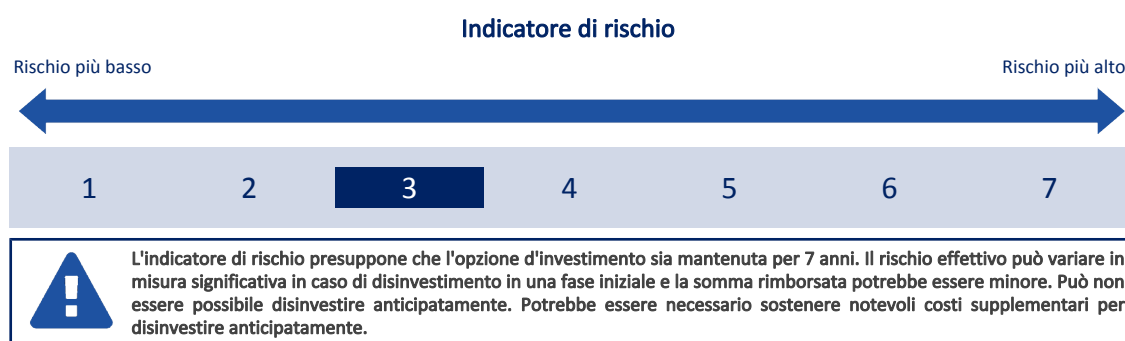 Indicatore di rischio
Rischio più basso Rischio più alto
1 2 3 4 5 6 7
L'indicatore di rischio presuppone che l'opzione d'investimento sia mantenuta per 7 anni. Il rischio effettivo può variare in
misura significativa in caso di disinvestimento in una fase iniziale e la somma rimborsata potrebbe essere minore. Può non
essere possibile disinvestire anticipatamente. Potrebbe essere necessario sostenere notevoli costi supplementari per
disinvestire anticipatamente.